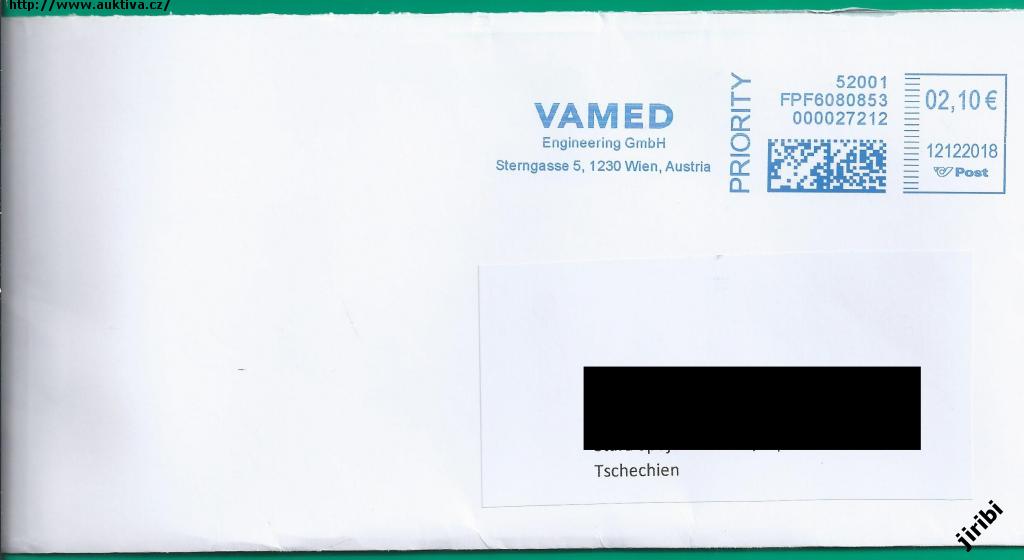 http://www.auktiva.cz/
VAMED
Engineering GmbH
Sterngasse 5, 1230 Wien, Austria
PRIORITY
52001
FPF6080853
000027212
02,10 €
12122018
Post
Tschechien
jiribi